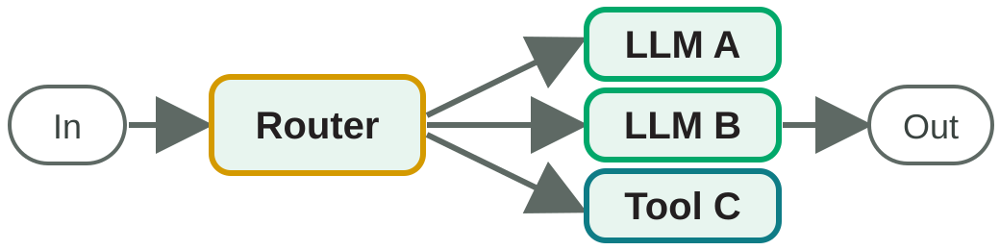 In
Router
LLM A
LLM B
Tool C
Out